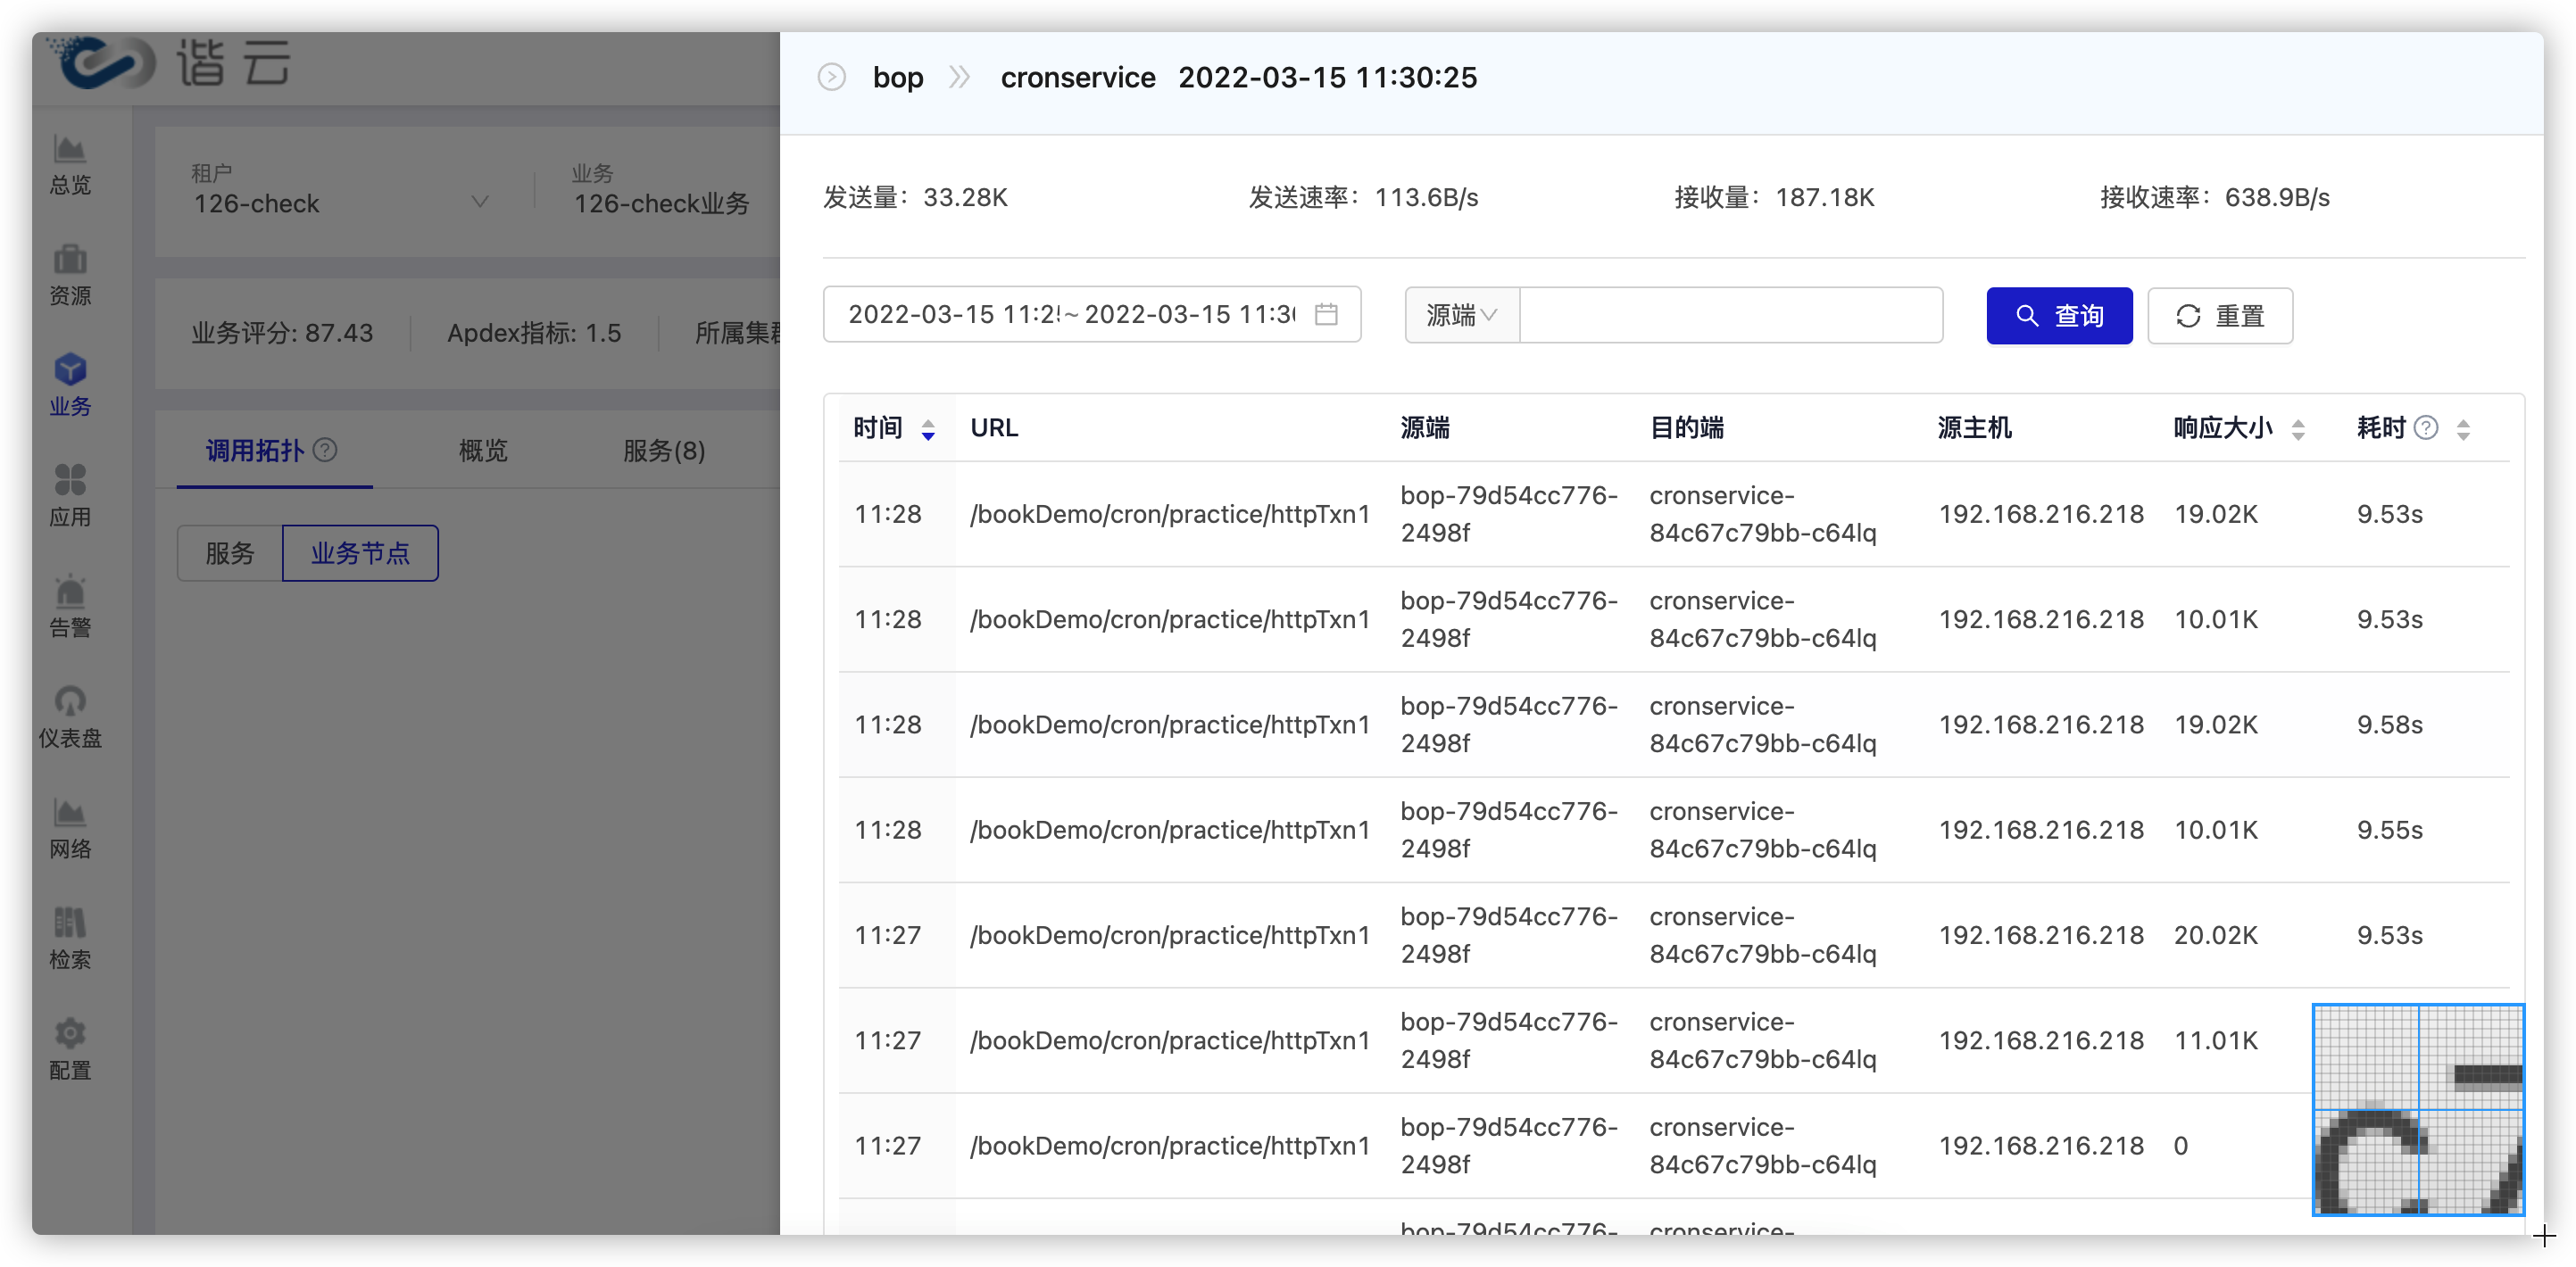 谐云
总览
资源
业务
应用
告警
仪表盘
网络
检索
配置
租户
126-check
业务
126-check业务
业务评分: 87.43
Apdex指标: 1.5
所属集群
调用拓扑
概览
服务(8)
服务
业务节点
bop cronservice 2022-03-15 11:30:25
发送量：33.28K 发送速率：113.6B/s 接收量：187.18K 接收速率：638.9B/s
2022-03-15 11:2 ~ 2022-03-15 11:3 源端 查询 重置
时间 URL 源端 目的端 源主机 响应大小 耗时
11:28 /bookDemo/cron/practice/httpTxn1 bop-79d54cc776-2498f cronservice-84c67c79bb-c64lq 192.168.216.218 19.02K 9.53s
11:28 /bookDemo/cron/practice/httpTxn1 bop-79d54cc776-2498f cronservice-84c67c79bb-c64lq 192.168.216.218 10.01K 9.53s
11:28 /bookDemo/cron/practice/httpTxn1 bop-79d54cc776-2498f cronservice-84c67c79bb-c64lq 192.168.216.218 19.02K 9.58s
11:28 /bookDemo/cron/practice/httpTxn1 bop-79d54cc776-2498f cronservice-84c67c79bb-c64lq 192.168.216.218 10.01K 9.55s
11:27 /bookDemo/cron/practice/httpTxn1 bop-79d54cc776-2498f cronservice-84c67c79bb-c64lq 192.168.216.218 20.02K 9.53s
11:27 /bookDemo/cron/practice/httpTxn1 bop-79d54cc776-2498f cronservice-84c67c79bb-c64lq 192.168.216.218 11.01K
11:27 /bookDemo/cron/practice/httpTxn1 bop-79d54cc776-2498f cronservice-84c67c79bb-c64lq 192.168.216.218 0
bop-79d54cc776- cronservice-